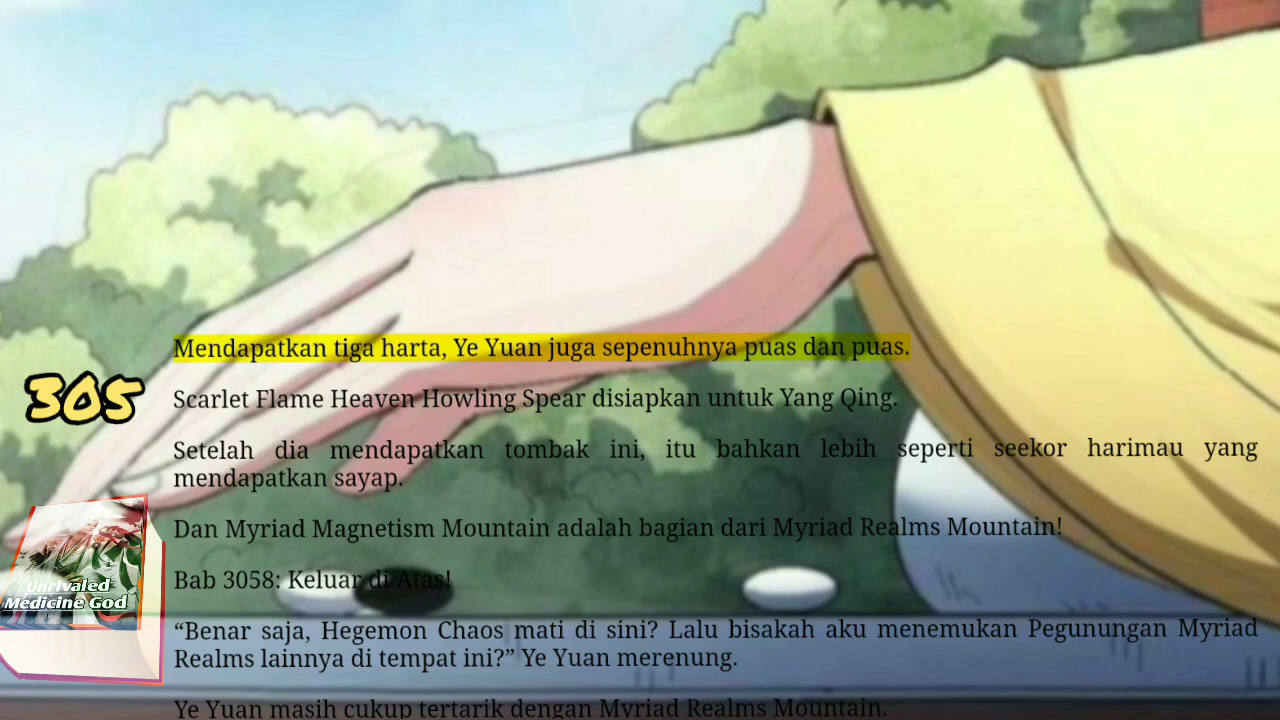 Mendapatkan tiga harta, Ye Yuan juga sepenuhnya puas dan puas.
305
Scarlet Flame Heaven Howling Spear disiapkan untuk Yang Qing.
Setelah dia mendapatkan tombak ini, itu bahkan lebih seperti seekor harimau yang
mendapatkan sayap.
Dan Myriad Magnetism Mountain adalah bagian dari Myriad Realms Mountain!
Bab 3058: Keluar di Atas!
Unrivaled
Medicine God
“Benar saja, Hegemon Chaos mati di sini? Lalu bisakah aku menemukan Pegunungan Myriad
Realms lainnya di tempat ini?” Ye Yuan merenung.
Ye Yuan masih cukup tertarik dengan Myriad Realms Mountain.